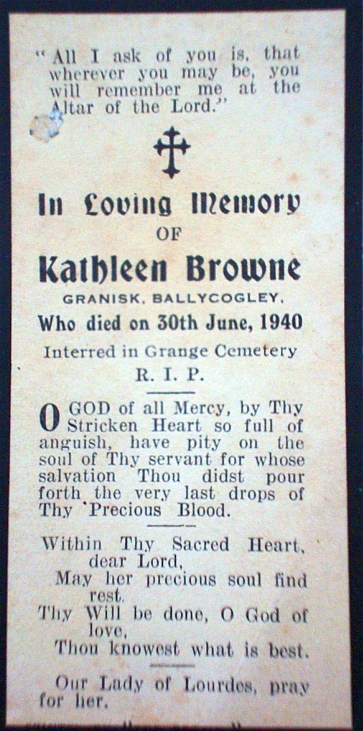 “ All I ask of you is, that
wherever you may be, you
will remember me at the
Altar of the Lord.”
In Loving Memory
OF
Kathleen Browne
GRANISK, BALLYCOGLEY,
Who died on 30th June, 1940
Interred in Grange Cemetery
R. I. P.
O GOD of all Mercy, by Thy
Stricken Heart so full of
anguish, have pity on the
soul of Thy servant for whose
salvation Thou didst pour
forth the very last drops of
Thy Precious Blood.
Within Thy Sacred Heart,
dear Lord,
May her precious soul find
rest.
Thy Will be done, O God of
love,
Thou knowest what is best.
Our Lady of Lourdes, pray
for her.